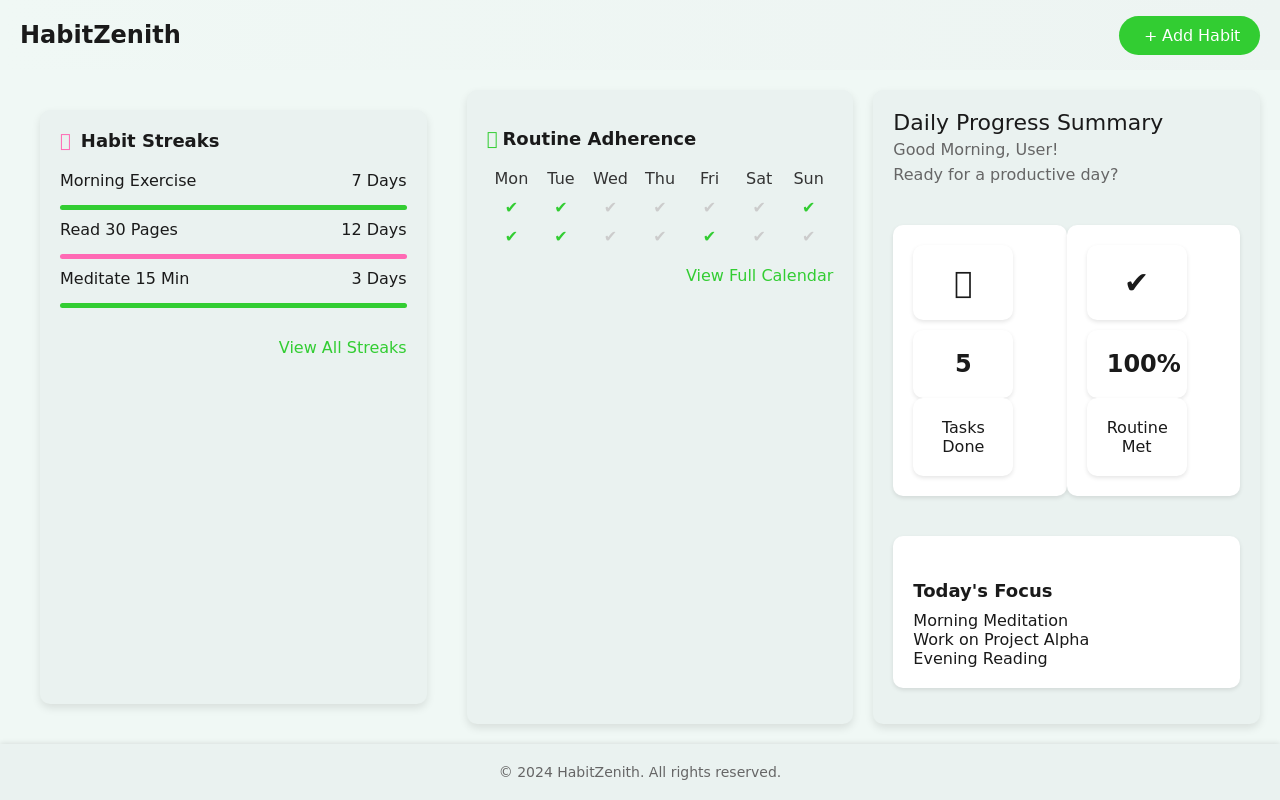 HabitZenith
+ Add Habit
Habit Streaks
Morning Exercise 7 Days
Read 30 Pages 12 Days
Meditate 15 Min 3 Days
View All Streaks
Routine Adherence
Mon Tue Wed Thu Fri Sat Sun
✔ ✔ ✔ ✔ ✔ ✔ ✔
✔ ✔ ✔ ✔ ✔ ✔ ✔
View Full Calendar
Daily Progress Summary
Good Morning, User!
Ready for a productive day?
5
Tasks
Done
✔
100%
Routine
Met
Today's Focus
Morning Meditation
Work on Project Alpha
Evening Reading
© 2024 HabitZenith. All rights reserved.